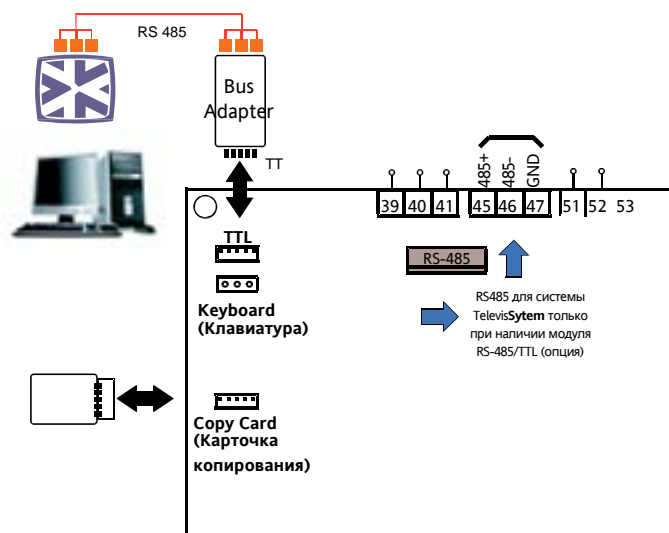 RS 485
Bus
Adapter
TT
485+
485-
GND
39 40 41 45 46 47 51 52 53
TTL
RS-485
Keyboard
(Клавиатура)
RS485 для системы
TelevisSytem только
при наличии модуля
RS-485/TTL (опция)
Copy Card
(Карточка
копирования)